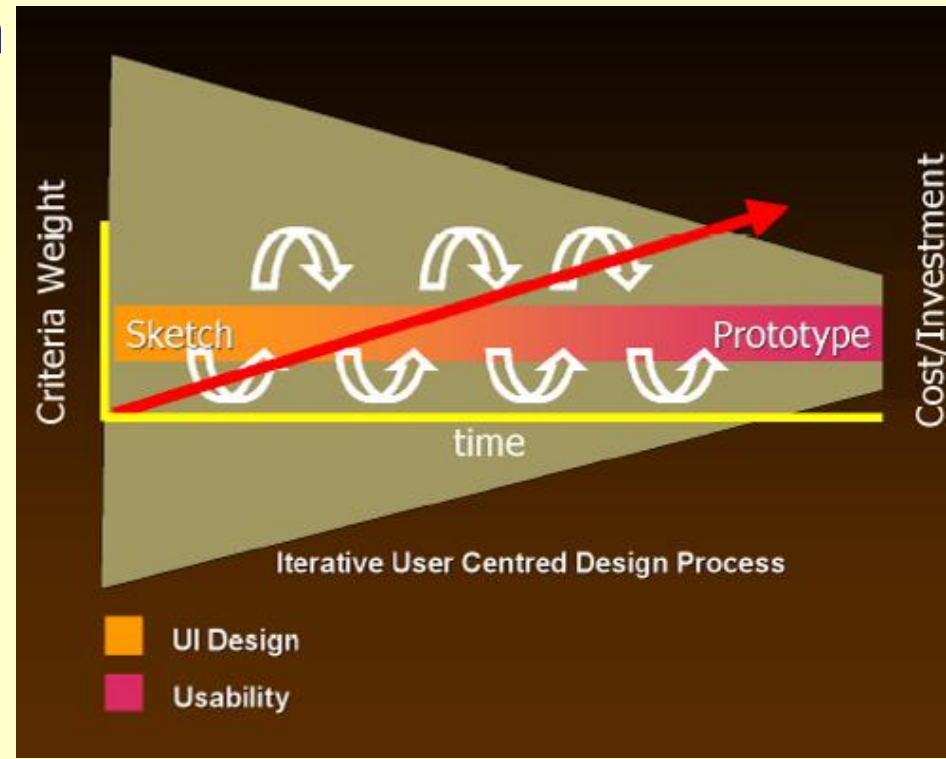 Criteria Weight
Sketch
Prototype
time
Cost/Investment
Iterative User Centred Design Process
UI Design
Usability